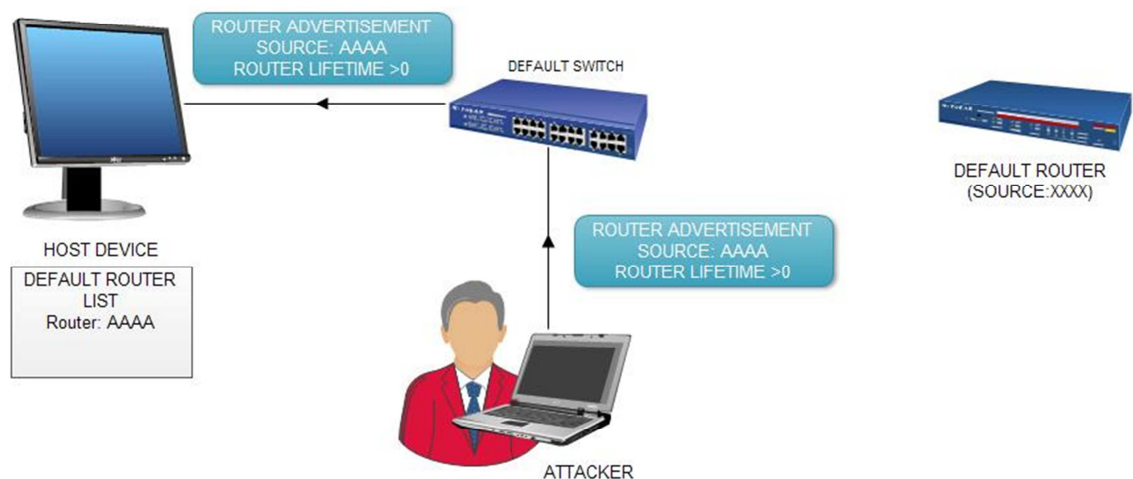 ROUTER ADVERTISEMENT
SOURCE: AAAA
ROUTER LIFETIME >0
DEFAULT SWITCH
DEFAULT ROUTER
(SOURCE:XXXX)
HOST DEVICE
DEFAULT ROUTER
LIST
Router: AAAA
ROUTER ADVERTISEMENT
SOURCE: AAAA
ROUTER LIFETIME >0
ATTACKER